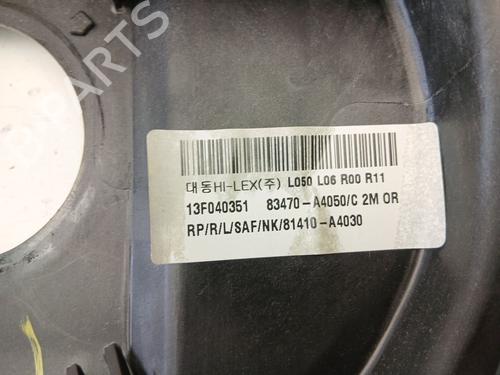 대동HI-LEX(주) L050 L06 R00 R11
13F040351 83470-A4050/C 2M OR
RP/R/L/SAF/NK/81410-A4030